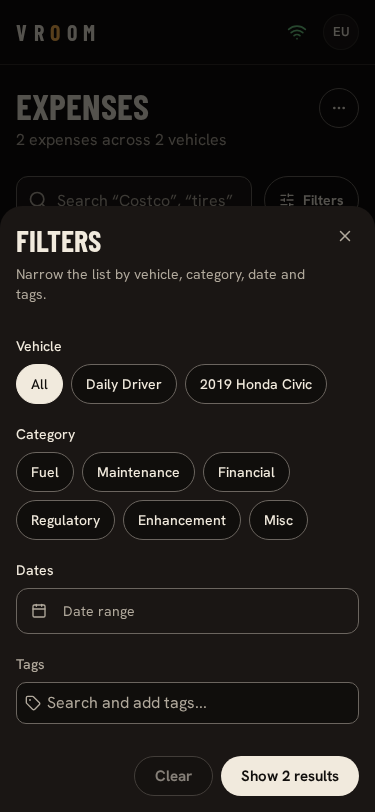 VROOM
EU
EXPENSES
2 expenses across 2 vehicles
Search “Costco”, “tires”
Filters
FILTERS
Narrow the list by vehicle, category, date and
tags.
Vehicle
All
Daily Driver
2019 Honda Civic
Category
Fuel
Maintenance
Financial
Regulatory
Enhancement
Misc
Dates
Date range
Tags
Search and add tags...
Clear
Show 2 results